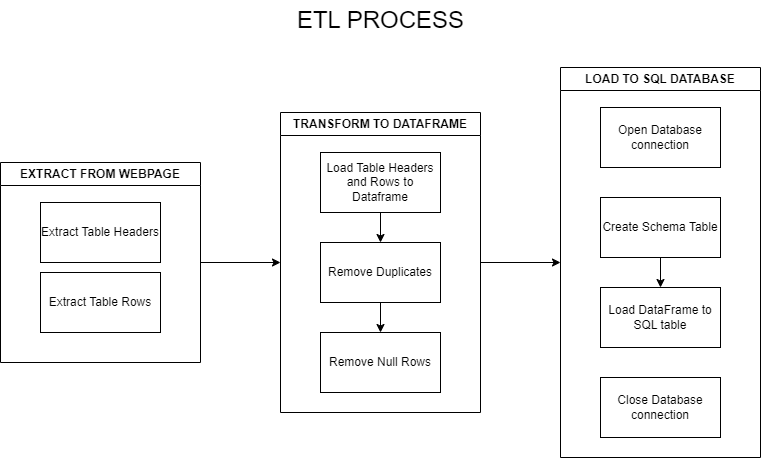 ETL PROCESS
EXTRACT FROM WEBPAGE
Extract Table Headers
Extract Table Rows
TRANSFORM TO DATAFRAME
Load Table Headers
and Rows to
Dataframe
Remove Duplicates
Remove Null Rows
LOAD TO SQL DATABASE
Open Database
connection
Create Schema Table
Load DataFrame to
SQL table
Close Database
connection